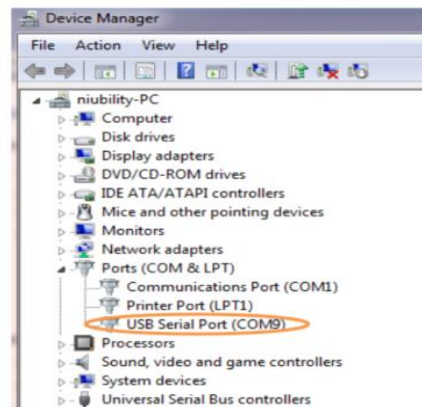 Device Manager
File Action View Help
niubility-PC
Computer
Disk drives
Display adapters
DVD/CD-ROM drives
IDE ATA/ATAPI controllers
Mice and other pointing devices
Monitors
Network adapters
Ports (COM & LPT)
Communications Port (COM1)
Printer Port (LPT1)
USB Serial Port (COM9)
Processors
Sound, video and game controllers
System devices
Universal Serial Bus controllers